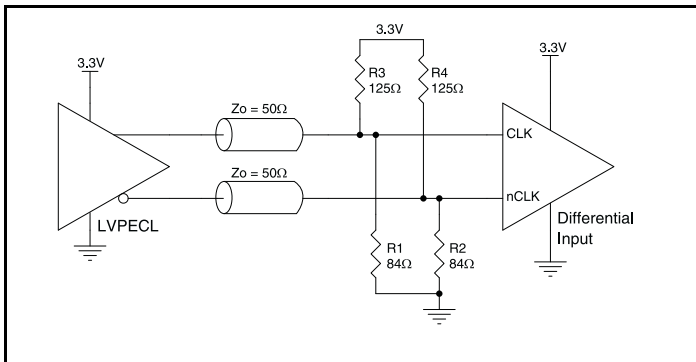 3.3V
3.3V
3.3V
R3
125Ω
R4
125Ω
Zo = 50Ω
CLK
Zo = 50Ω
nCLK
LVPECL
Differential
Input
R1
84Ω
R2
84Ω